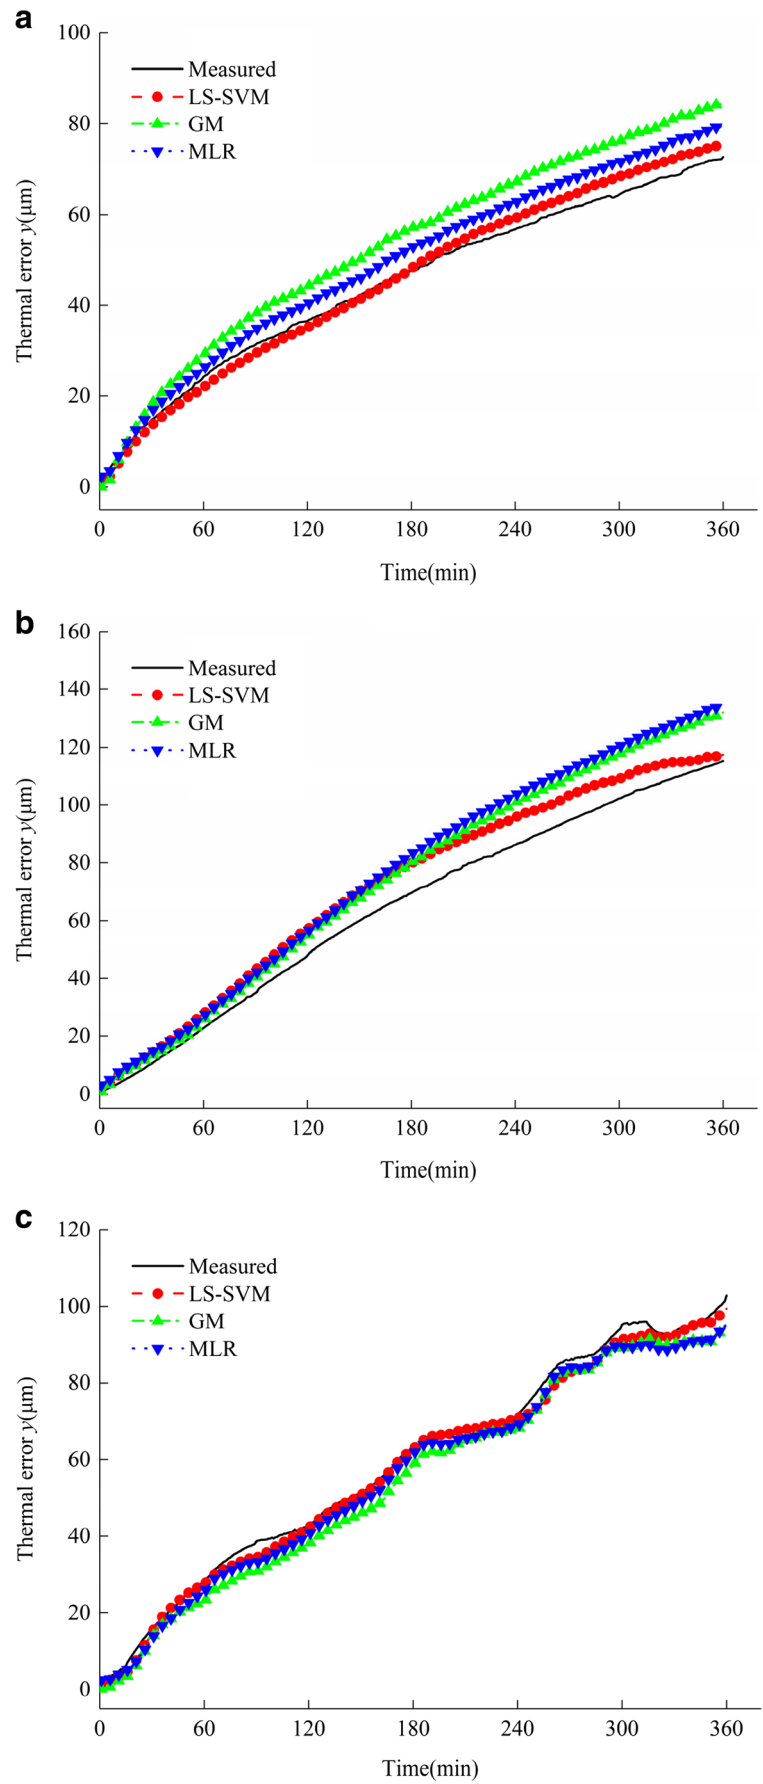 a
100
80
60
40
20
0
Thermal error y(μm)
Measured
LS-SVM
GM
MLR
0 60 120 180 240 300 360
Time(min)
b
160
140
120
100
80
60
40
20
0
Thermal error y(μm)
Measured
LS-SVM
GM
MLR
0 60 120 180 240 300 360
Time(min)
c
120
100
80
60
40
20
0
Thermal error y(μm)
Measured
LS-SVM
GM
MLR
0 60 120 180 240 300 360
Time(min)